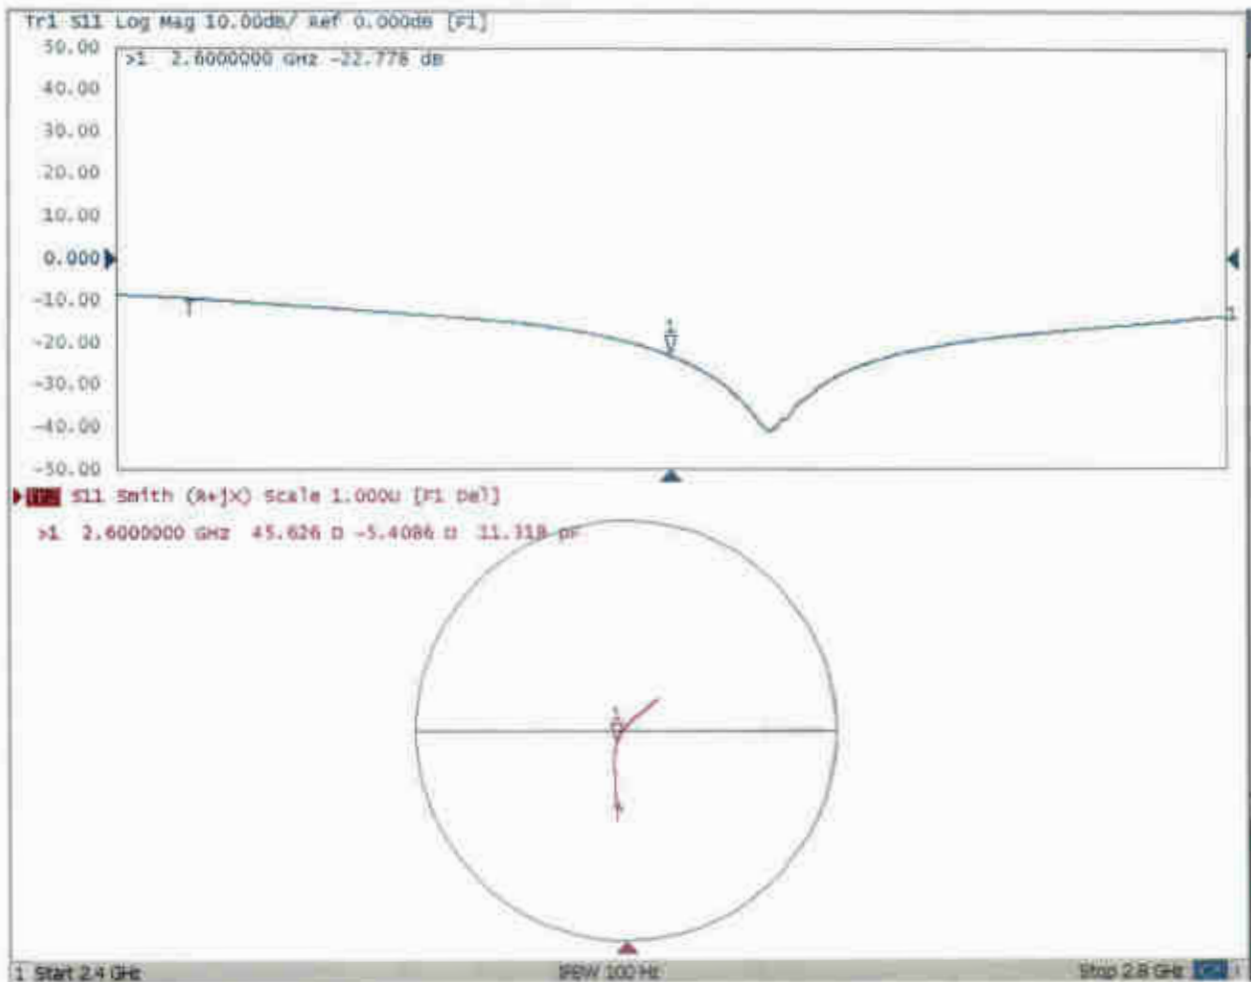 Tr1 S11 Log Mag 10.00dB/ Ref 0.000dB [F1]
50.00
>1 2.6000000 GHz -22.778 dB
40.00
30.00
20.00
10.00
0.000
-10.00
1
1
-20.00
-30.00
-40.00
-50.00
S11 Smith (R+jX) Scale 1.000U [F1 Del]
>1 2.6000000 GHz 45.626 Ω -5.4086 Ω 11.318 pF
1
1 Start 2.4 GHz
IFBW 100 Hz
Stop 2.8 GHz